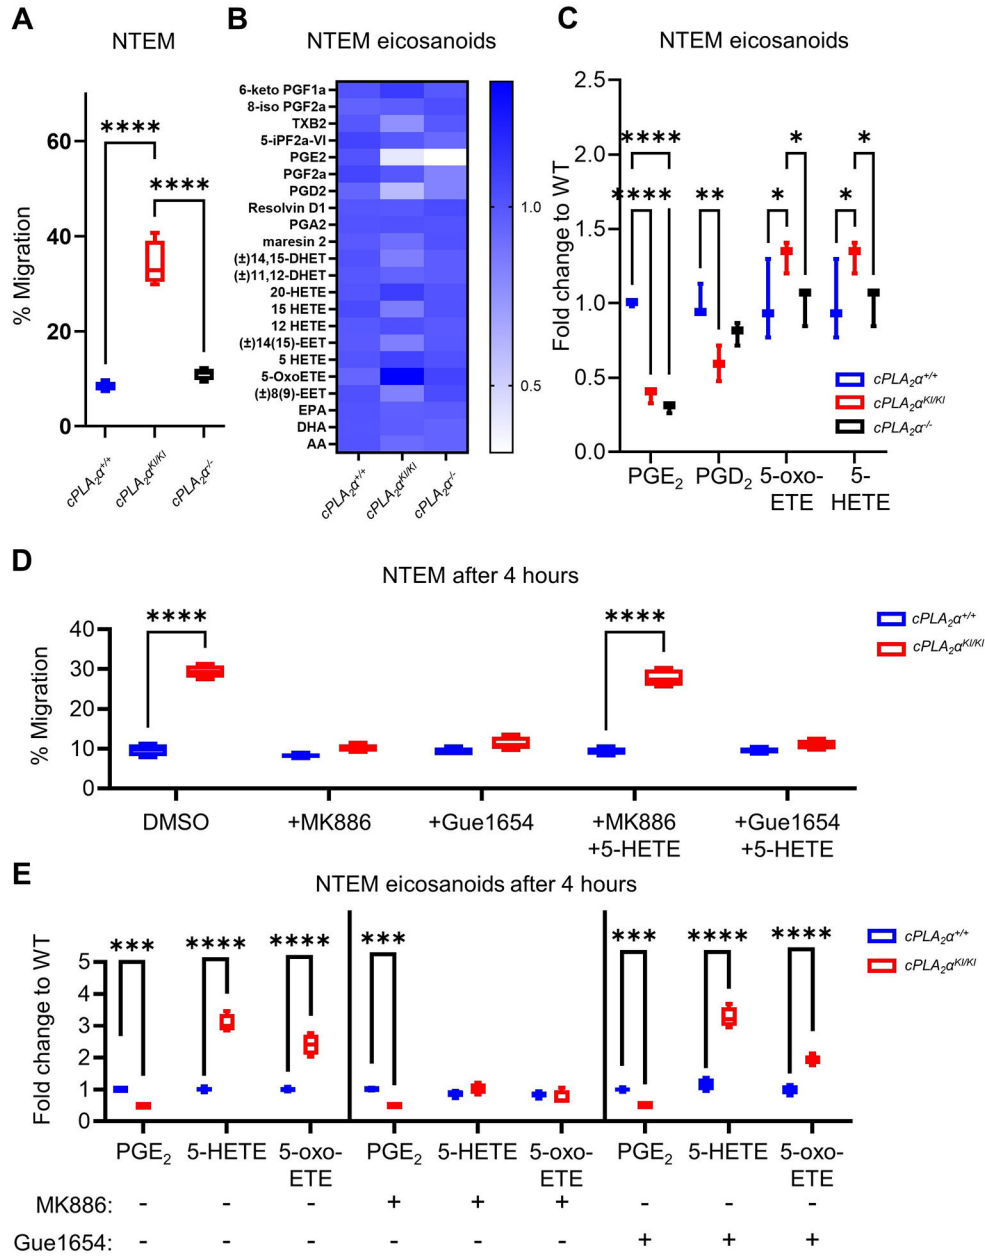 A
NTEM
% Migration
60
40
20
0
****
****
cPLA₂α+/+
cPLA₂αKI/KI
cPLA₂α-/-
B
NTEM eicosanoids
6-keto PGF1a
8-iso PGF2a
TXB2
5-iPF2a-VI
PGE2
PGF2a
PGD2
Resolvin D1
PGA2
maresin 2
(±)14,15-DHET
(±)11,12-DHET
20-HETE
15 HETE
12 HETE
(±)14(15)-EET
5 HETE
5-OxoETE
(±)8(9)-EET
EPA
DHA
AA
1.0
0.5
cPLA₂α+/+
cPLA₂αKI/KI
cPLA₂α-/-
C
NTEM eicosanoids
Fold change to WT
2.5
2.0
1.5
1.0
0.5
0.0
**** * *
**** ** * *
cPLA₂α+/+
cPLA₂αKI/KI
cPLA₂α-/-
PGE₂ PGD₂ 5-oxo- 5-
ETE HETE
D
NTEM after 4 hours
% Migration
40
30
20
10
0
**** ****
cPLA₂α+/+
cPLA₂αKI/KI
DMSO +MK886 +Gue1654 +MK886 +Gue1654
+5-HETE +5-HETE
E
NTEM eicosanoids after 4 hours
Fold change to WT
5
4
3
2
1
0
*** **** **** *** *** **** ****
cPLA₂α+/+
cPLA₂αKI/KI
PGE₂ 5-HETE 5-oxo- PGE₂ 5-HETE 5-oxo- PGE₂ 5-HETE 5-oxo-
ETE ETE ETE
MK886: - - - + + + - - -
Gue1654: - - - - - - + + +